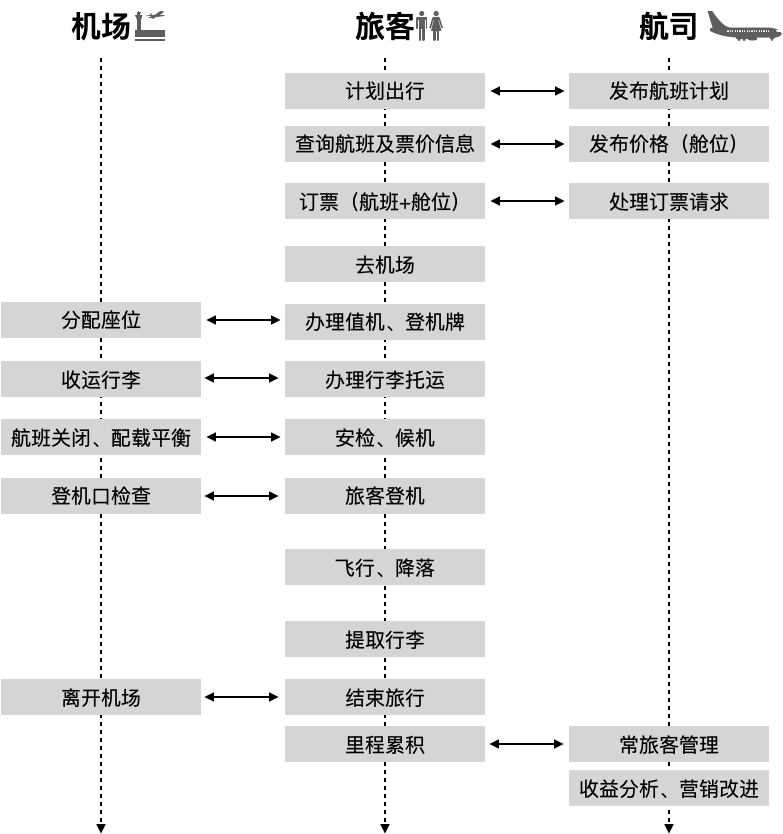 机场 旅客 航司
计划出行 发布航班计划
查询航班及票价信息 发布价格（舱位）
订票（航班+舱位） 处理订票请求
去机场
分配座位 办理值机、登机牌
收运行李 办理行李托运
航班关闭、配载平衡 安检、候机
登机口检查 旅客登机
飞行、降落
提取行李
离开机场 结束旅行
里程累积 常旅客管理
收益分析、营销改进